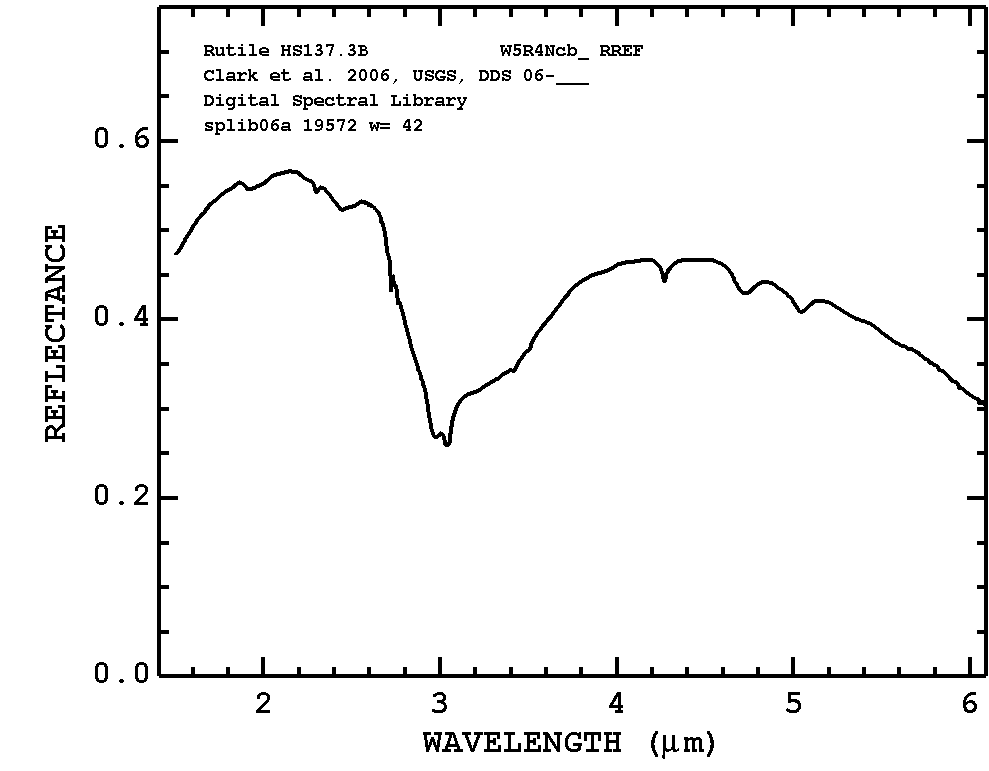 Rutile HS137.3B W5R4Ncb_ RREF
Clark et al. 2006, USGS, DDS 06-___
Digital Spectral Library
splib06a 19572 w= 42
0.6
0.4
0.2
0.0
REFLECTANCE
2 3 4 5 6
WAVELENGTH (μm)